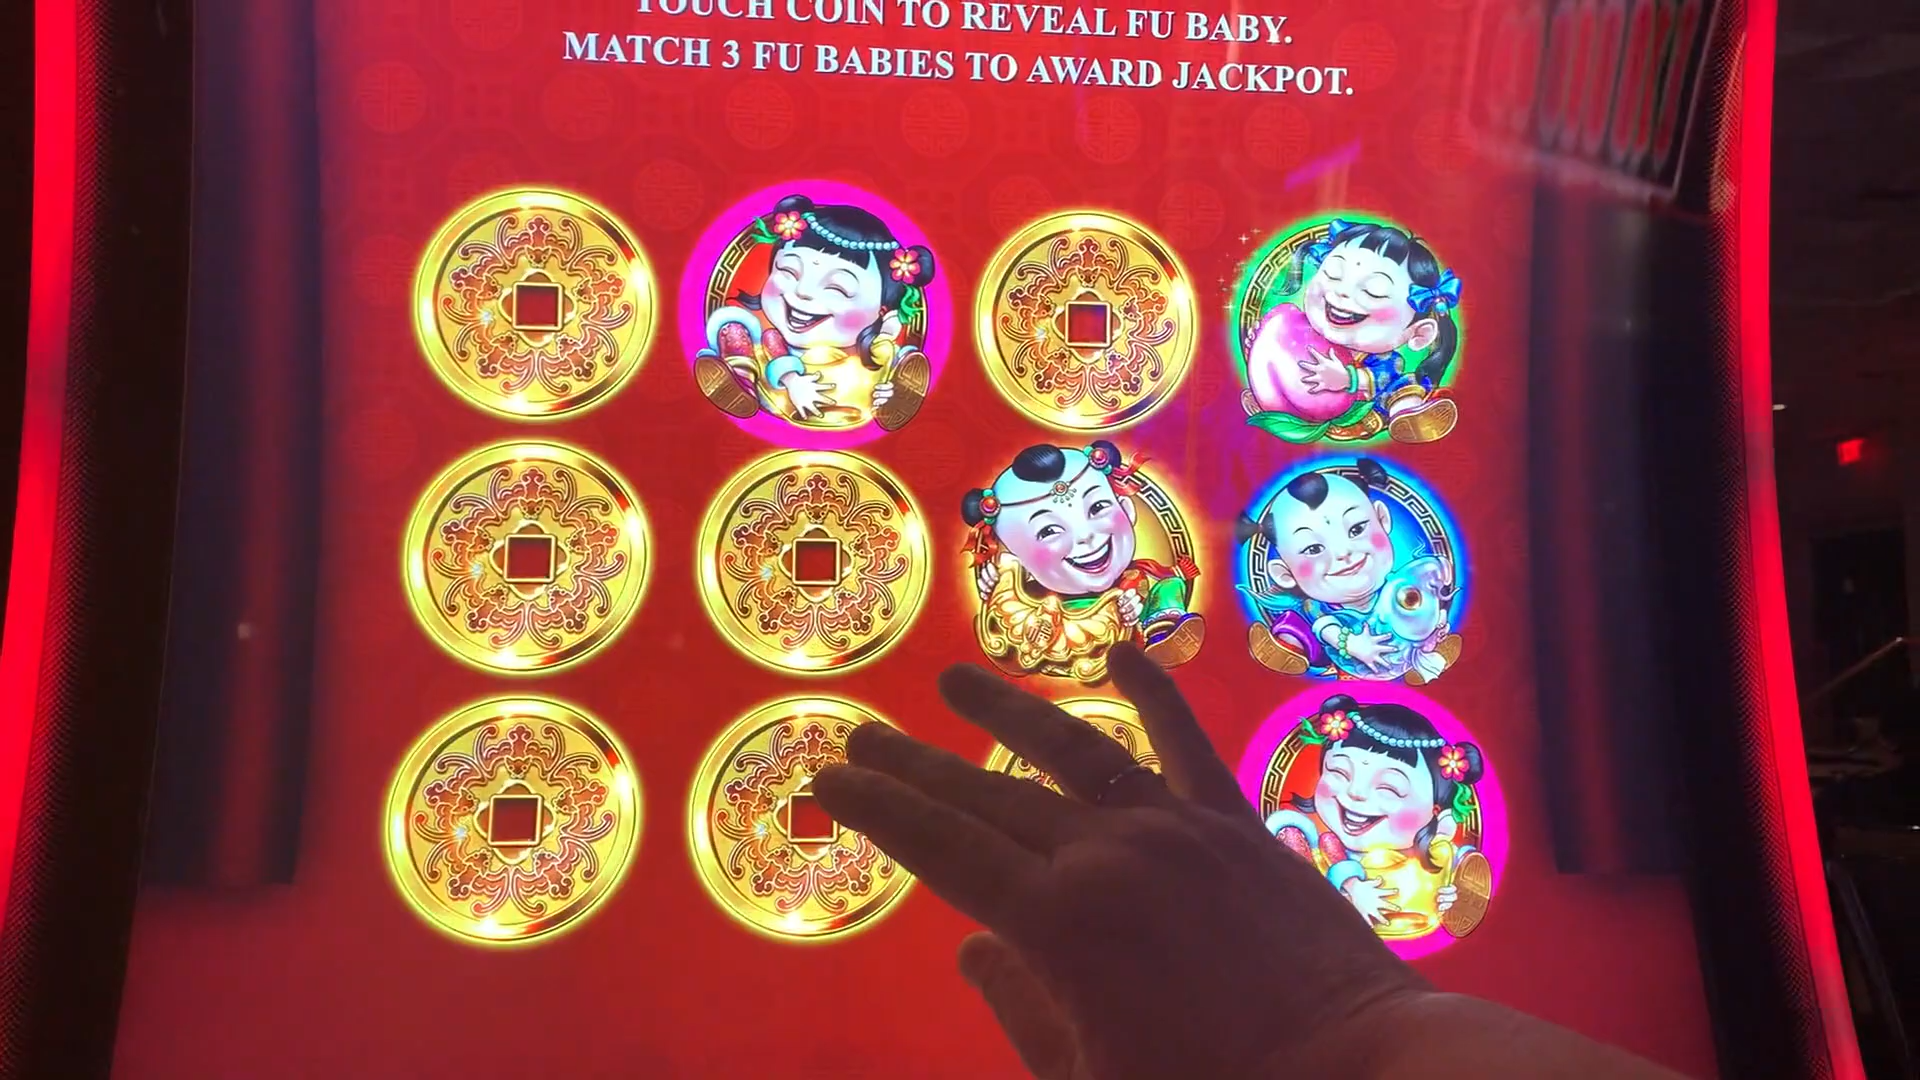 TOUCH COIN TO REVEAL FU BABY.
MATCH 3 FU BABIES TO AWARD JACKPOT.